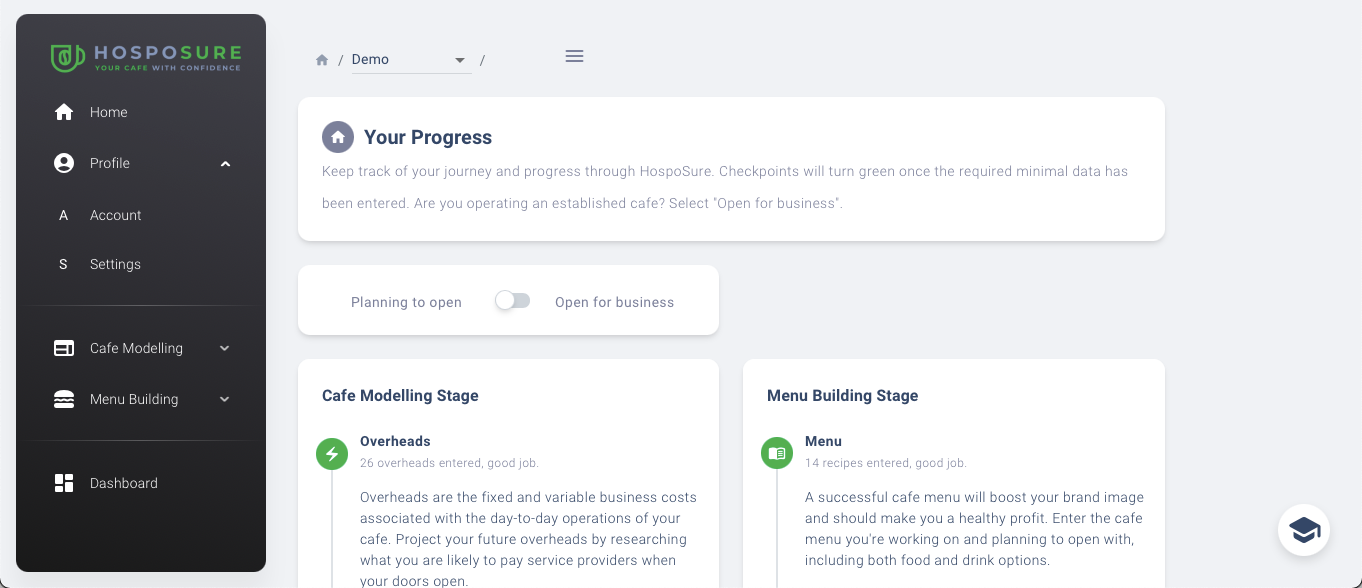 HOSPOSURE
YOUR CAFE WITH CONFIDENCE
Home
Profile
A Account
S Settings
Cafe Modelling
Menu Building
Dashboard
/ Demo /
Your Progress
Keep track of your journey and progress through HospoSure. Checkpoints will turn green once the required minimal data has
been entered. Are you operating an established cafe? Select "Open for business".
Planning to open Open for business
Cafe Modelling Stage
Overheads
26 overheads entered, good job.
Overheads are the fixed and variable business costs
associated with the day-to-day operations of your
cafe. Project your future overheads by researching
what you are likely to pay service providers when
your doors open.
Menu Building Stage
Menu
14 recipes entered, good job.
A successful cafe menu will boost your brand image
and should make you a healthy profit. Enter the cafe
menu you're working on and planning to open with,
including both food and drink options.